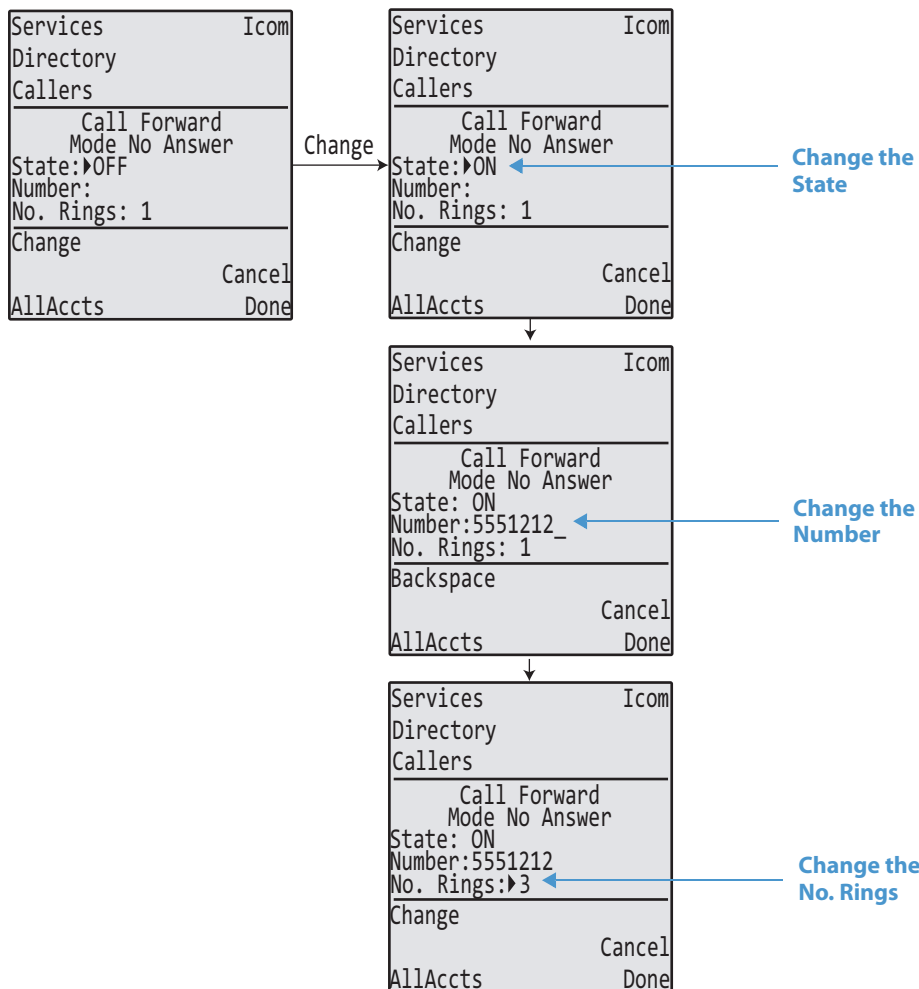 Services Icom
Directory
Callers
Call Forward
Mode No Answer
State:▶OFF
Number:
No. Rings: 1
Change
Cancel
AllAccts Done
Change
Services Icom
Directory
Callers
Call Forward
Mode No Answer
State:▶ON
Number:
No. Rings: 1
Change
Cancel
AllAccts Done
Change the
State
Services Icom
Directory
Callers
Call Forward
Mode No Answer
State: ON
Number:5551212_
No. Rings: 1
Backspace
Cancel
AllAccts Done
Change the
Number
Services Icom
Directory
Callers
Call Forward
Mode No Answer
State: ON
Number:5551212
No. Rings:▶3
Change
Cancel
AllAccts Done
Change the
No. Rings